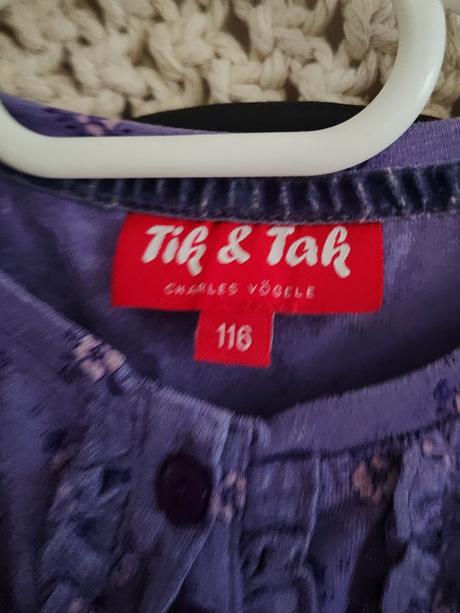 Tik & Tak
CHARLES VÖGELE
116